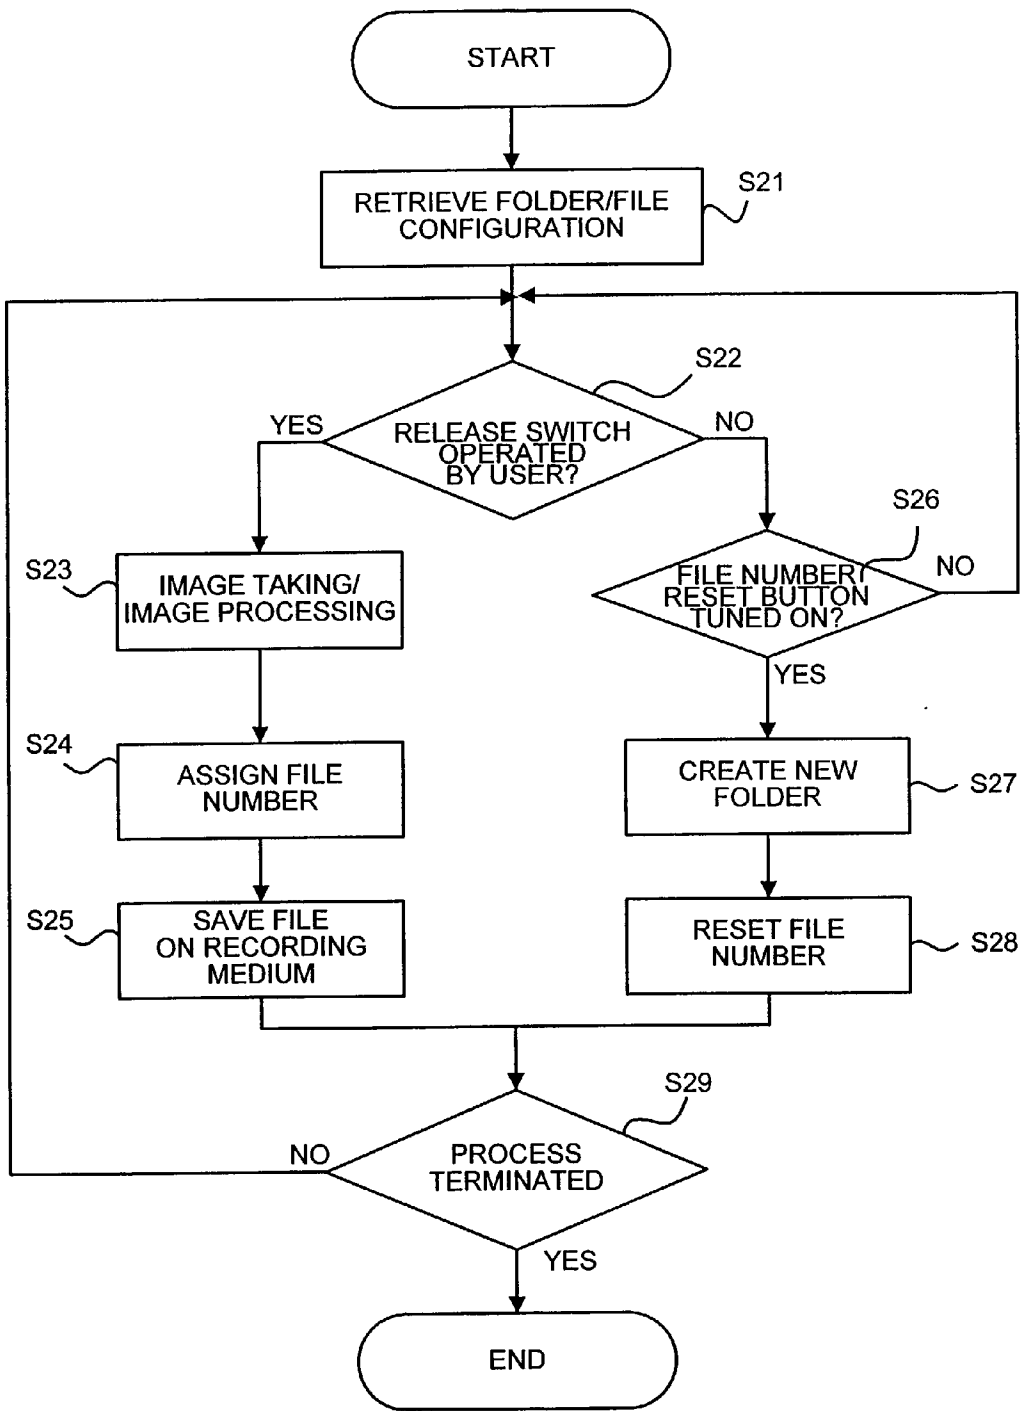 START
S21
RETRIEVE FOLDER/FILE
CONFIGURATION
S22
YES
NO
RELEASE SWITCH
OPERATED
BY USER?
S26
S23
IMAGE TAKING/
IMAGE PROCESSING
FILE NUMBER
RESET BUTTON
TUNED ON?
NO
YES
S24
ASSIGN FILE
NUMBER
CREATE NEW
FOLDER
S27
S25
SAVE FILE
ON RECORDING
MEDIUM
RESET FILE
NUMBER
S28
S29
NO
PROCESS
TERMINATED
YES
END